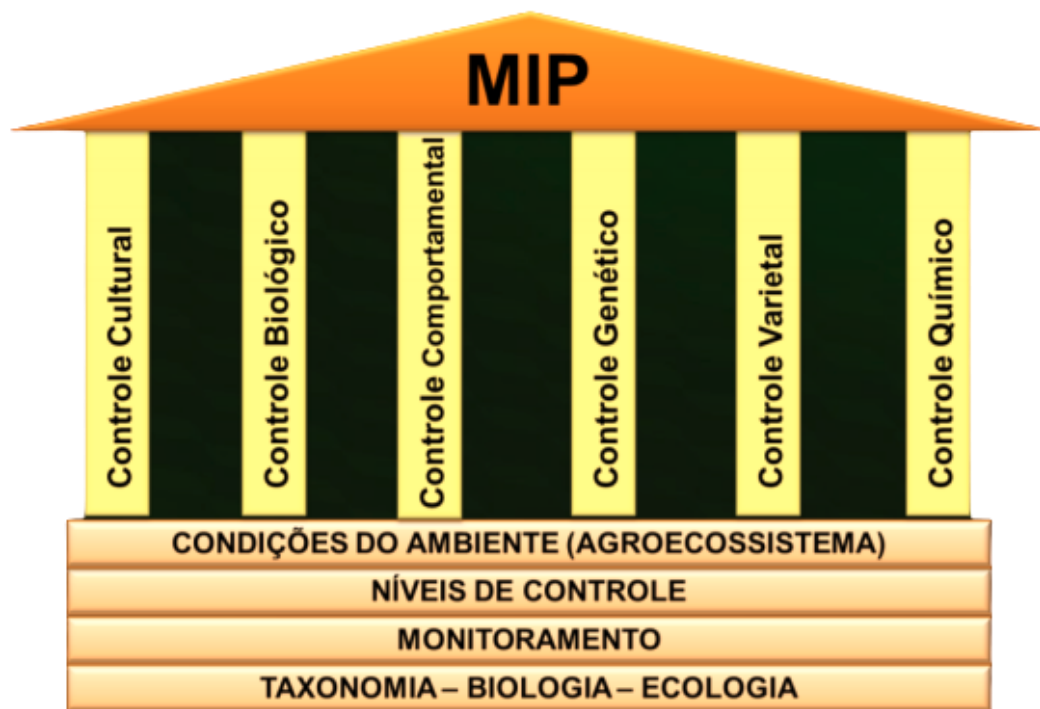 MIP
Controle Cultural
Controle Biológico
Controle Comportamental
Controle Genético
Controle Varietal
Controle Químico
CONDIÇÕES DO AMBIENTE (AGROECOSSISTEMA)
NÍVEIS DE CONTROLE
MONITORAMENTO
TAXONOMIA – BIOLOGIA – ECOLOGIA